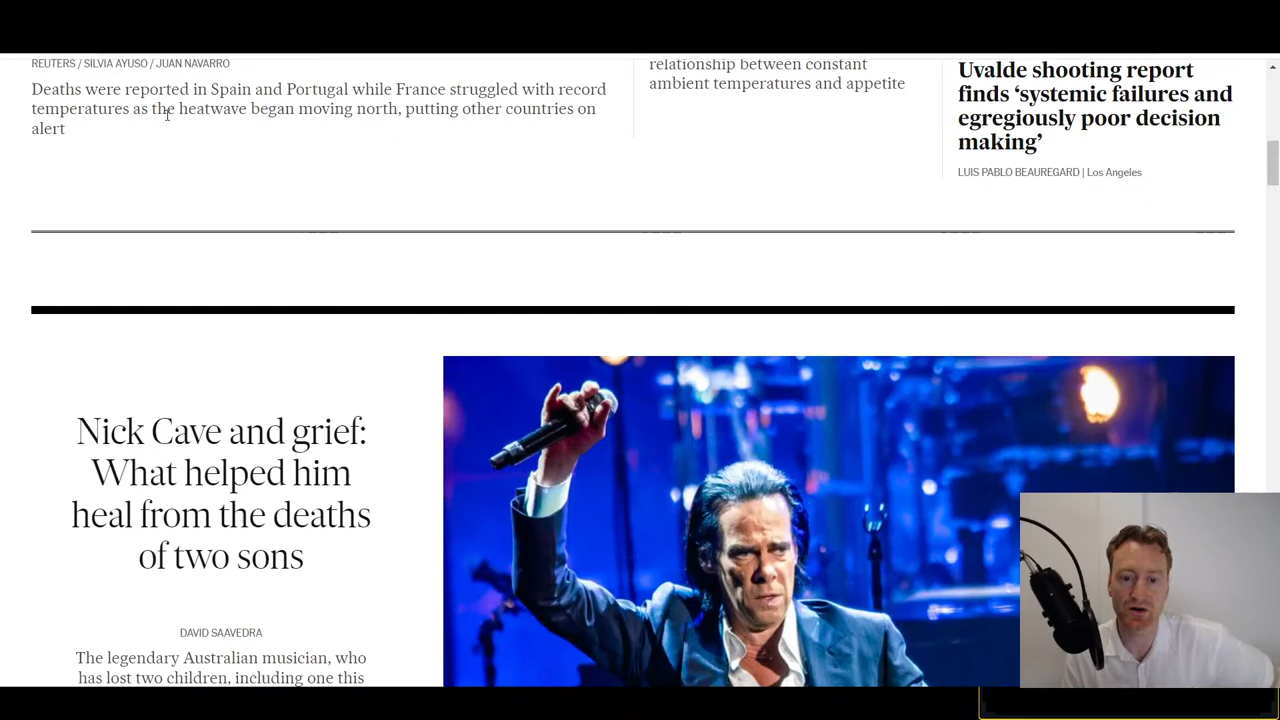 REUTERS / SILVIA AYUSO / JUAN NAVARRO
Deaths were reported in Spain and Portugal while France struggled with record
temperatures as the heatwave began moving north, putting other countries on
alert
relationship between constant
ambient temperatures and appetite
Uvalde shooting report
finds ‘systemic failures and
egregiously poor decision
making’
LUIS PABLO BEAUREGARD | Los Angeles
Nick Cave and grief:
What helped him
heal from the deaths
of two sons
DAVID SAAVEDRA
The legendary Australian musician, who
has lost two children, including one this